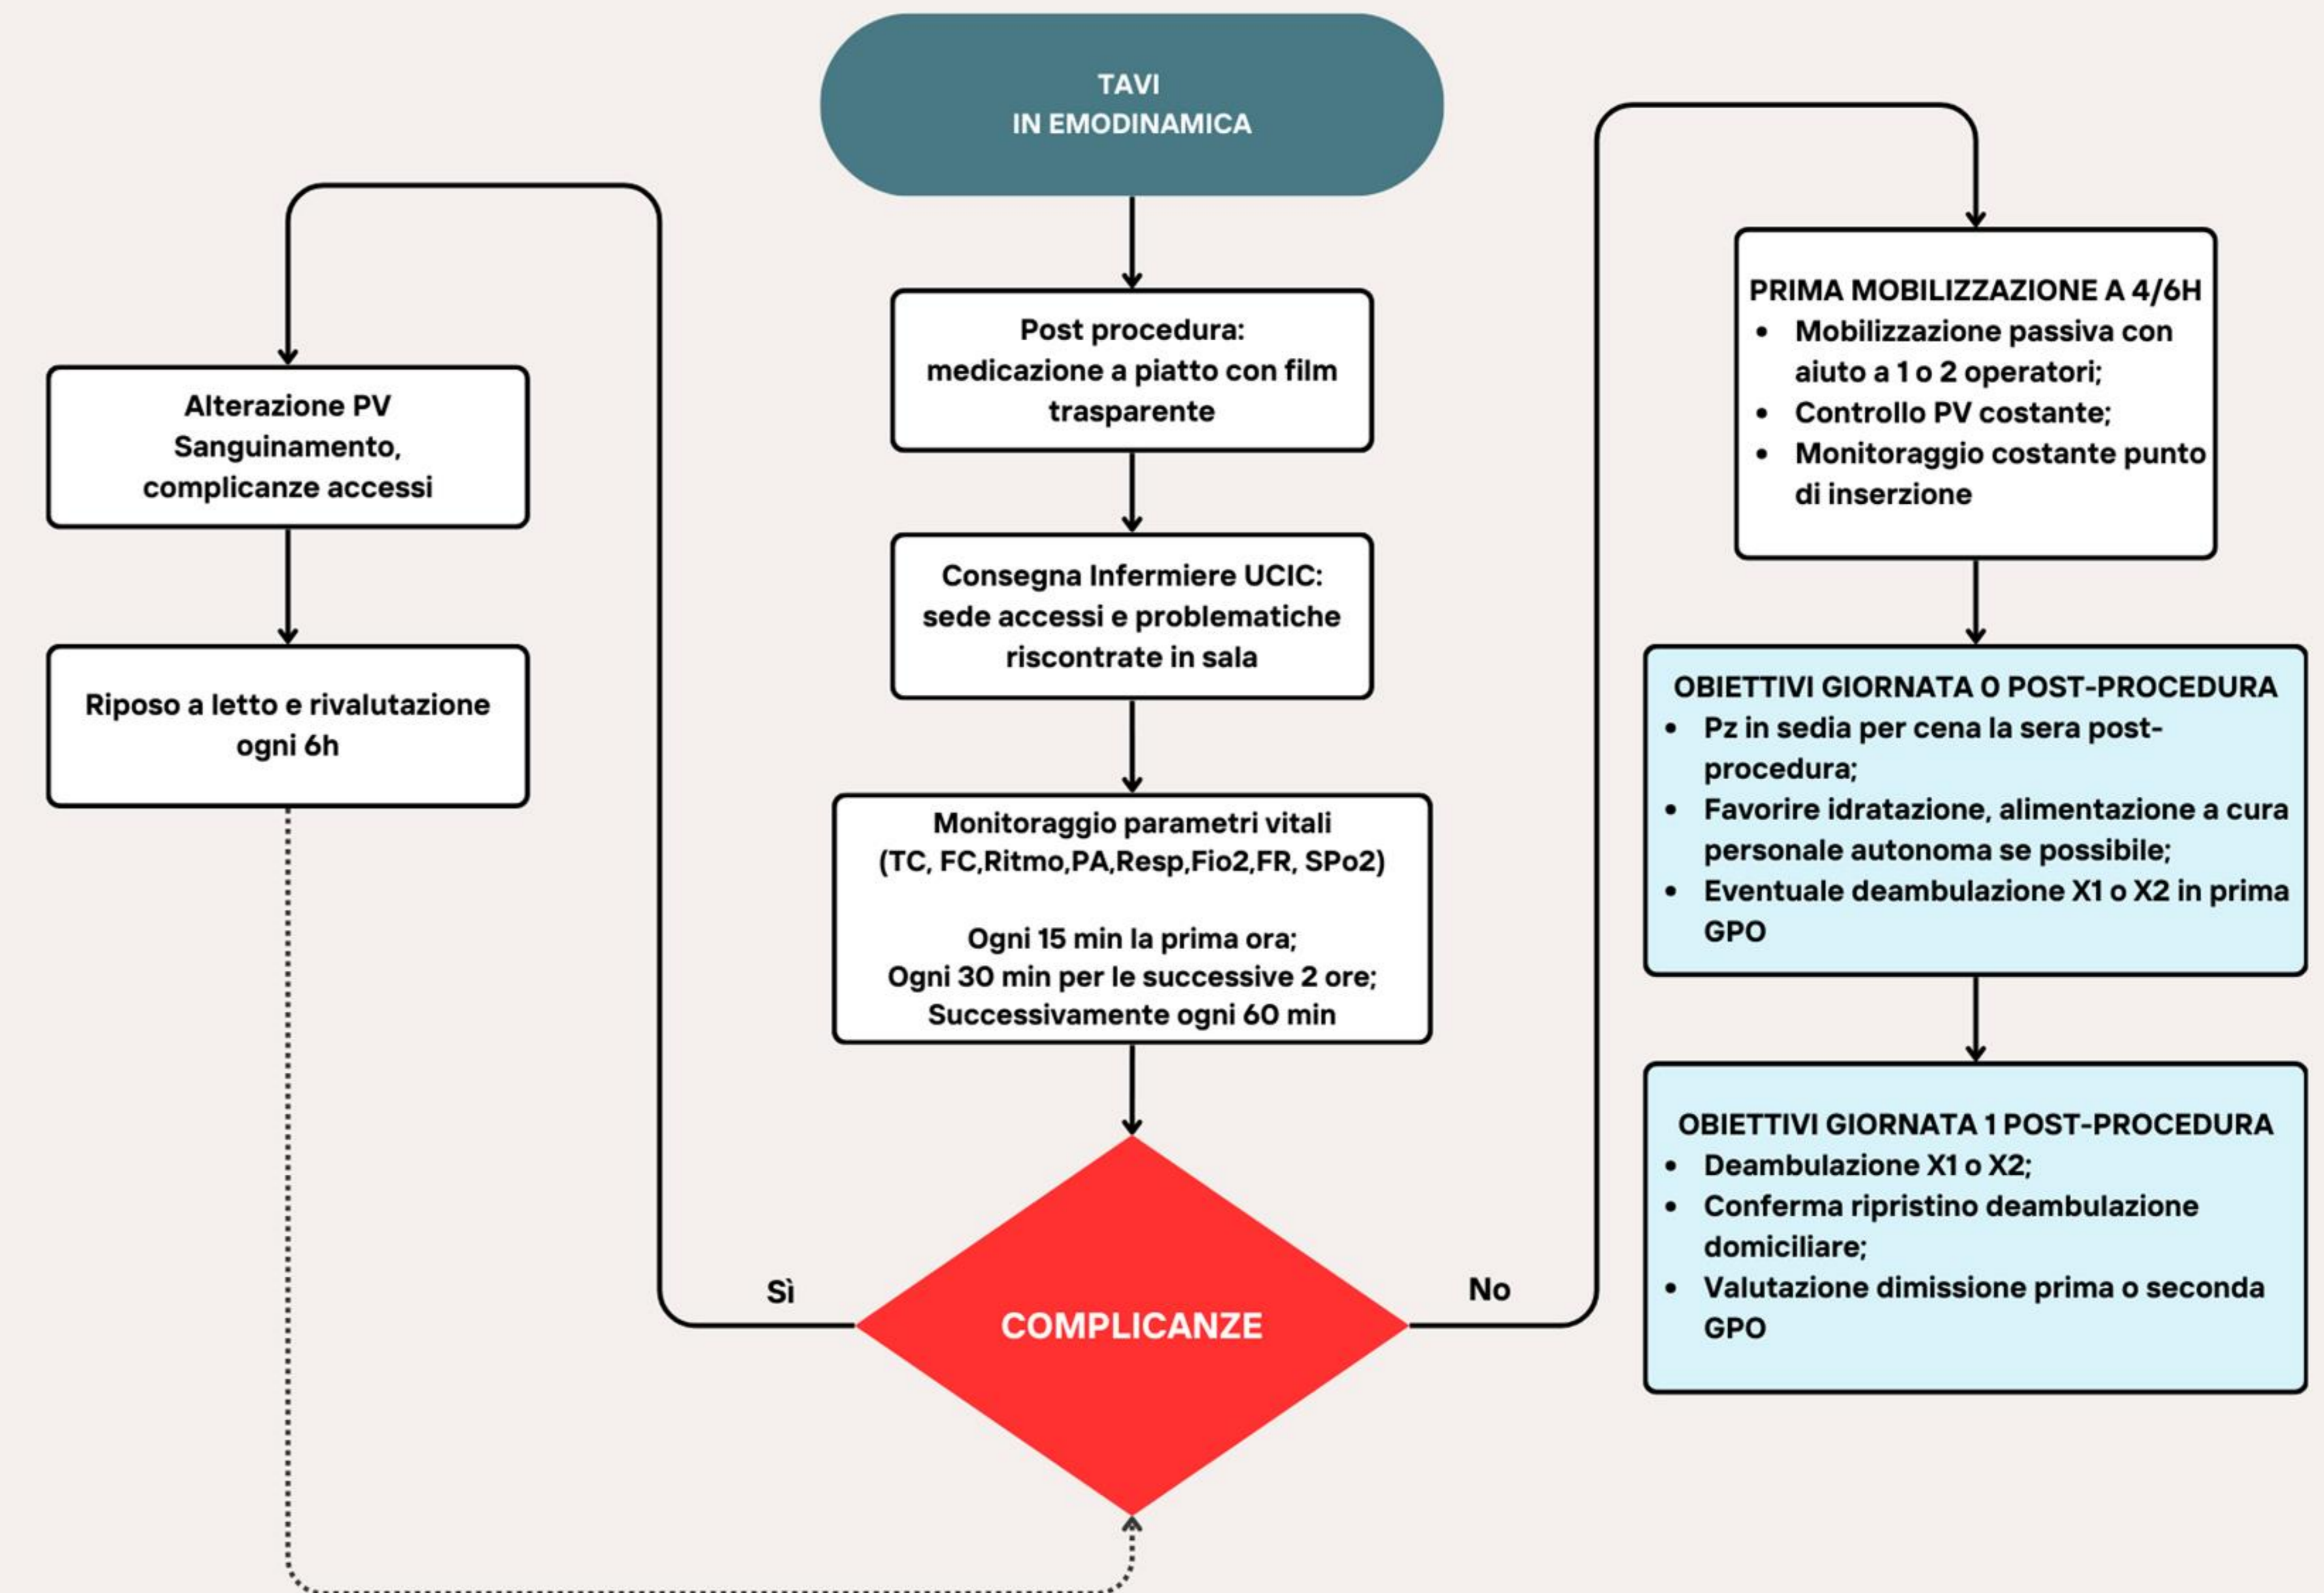 TAVI
IN EMODINAMICA
Post procedura:
medicazione a piatto con film
trasparente
Consegna Infermiere UCIC:
sede accessi e problematiche
riscontrate in sala
Monitoraggio parametri vitali
(TC, FC,Ritmo,PA,Resp,Fio2,FR, SPo2)
Ogni 15 min la prima ora;
Ogni 30 min per le successive 2 ore;
Successivamente ogni 60 min
COMPLICANZE
Sì
Alterazione PV
Sanguinamento,
complicanze accessi
Riposo a letto e rivalutazione
ogni 6h
No
PRIMA MOBILIZZAZIONE A 4/6H
• Mobilizzazione passiva con
aiuto a 1 o 2 operatori;
• Controllo PV costante;
• Monitoraggio costante punto
di inserzione
OBIETTIVI GIORNATA 0 POST-PROCEDURA
• Pz in sedia per cena la sera post-
procedura;
• Favorire idratazione, alimentazione a cura
personale autonoma se possibile;
• Eventuale deambulazione X1 o X2 in prima
GPO
OBIETTIVI GIORNATA 1 POST-PROCEDURA
• Deambulazione X1 o X2;
• Conferma ripristino deambulazione
domiciliare;
• Valutazione dimissione prima o seconda
GPO